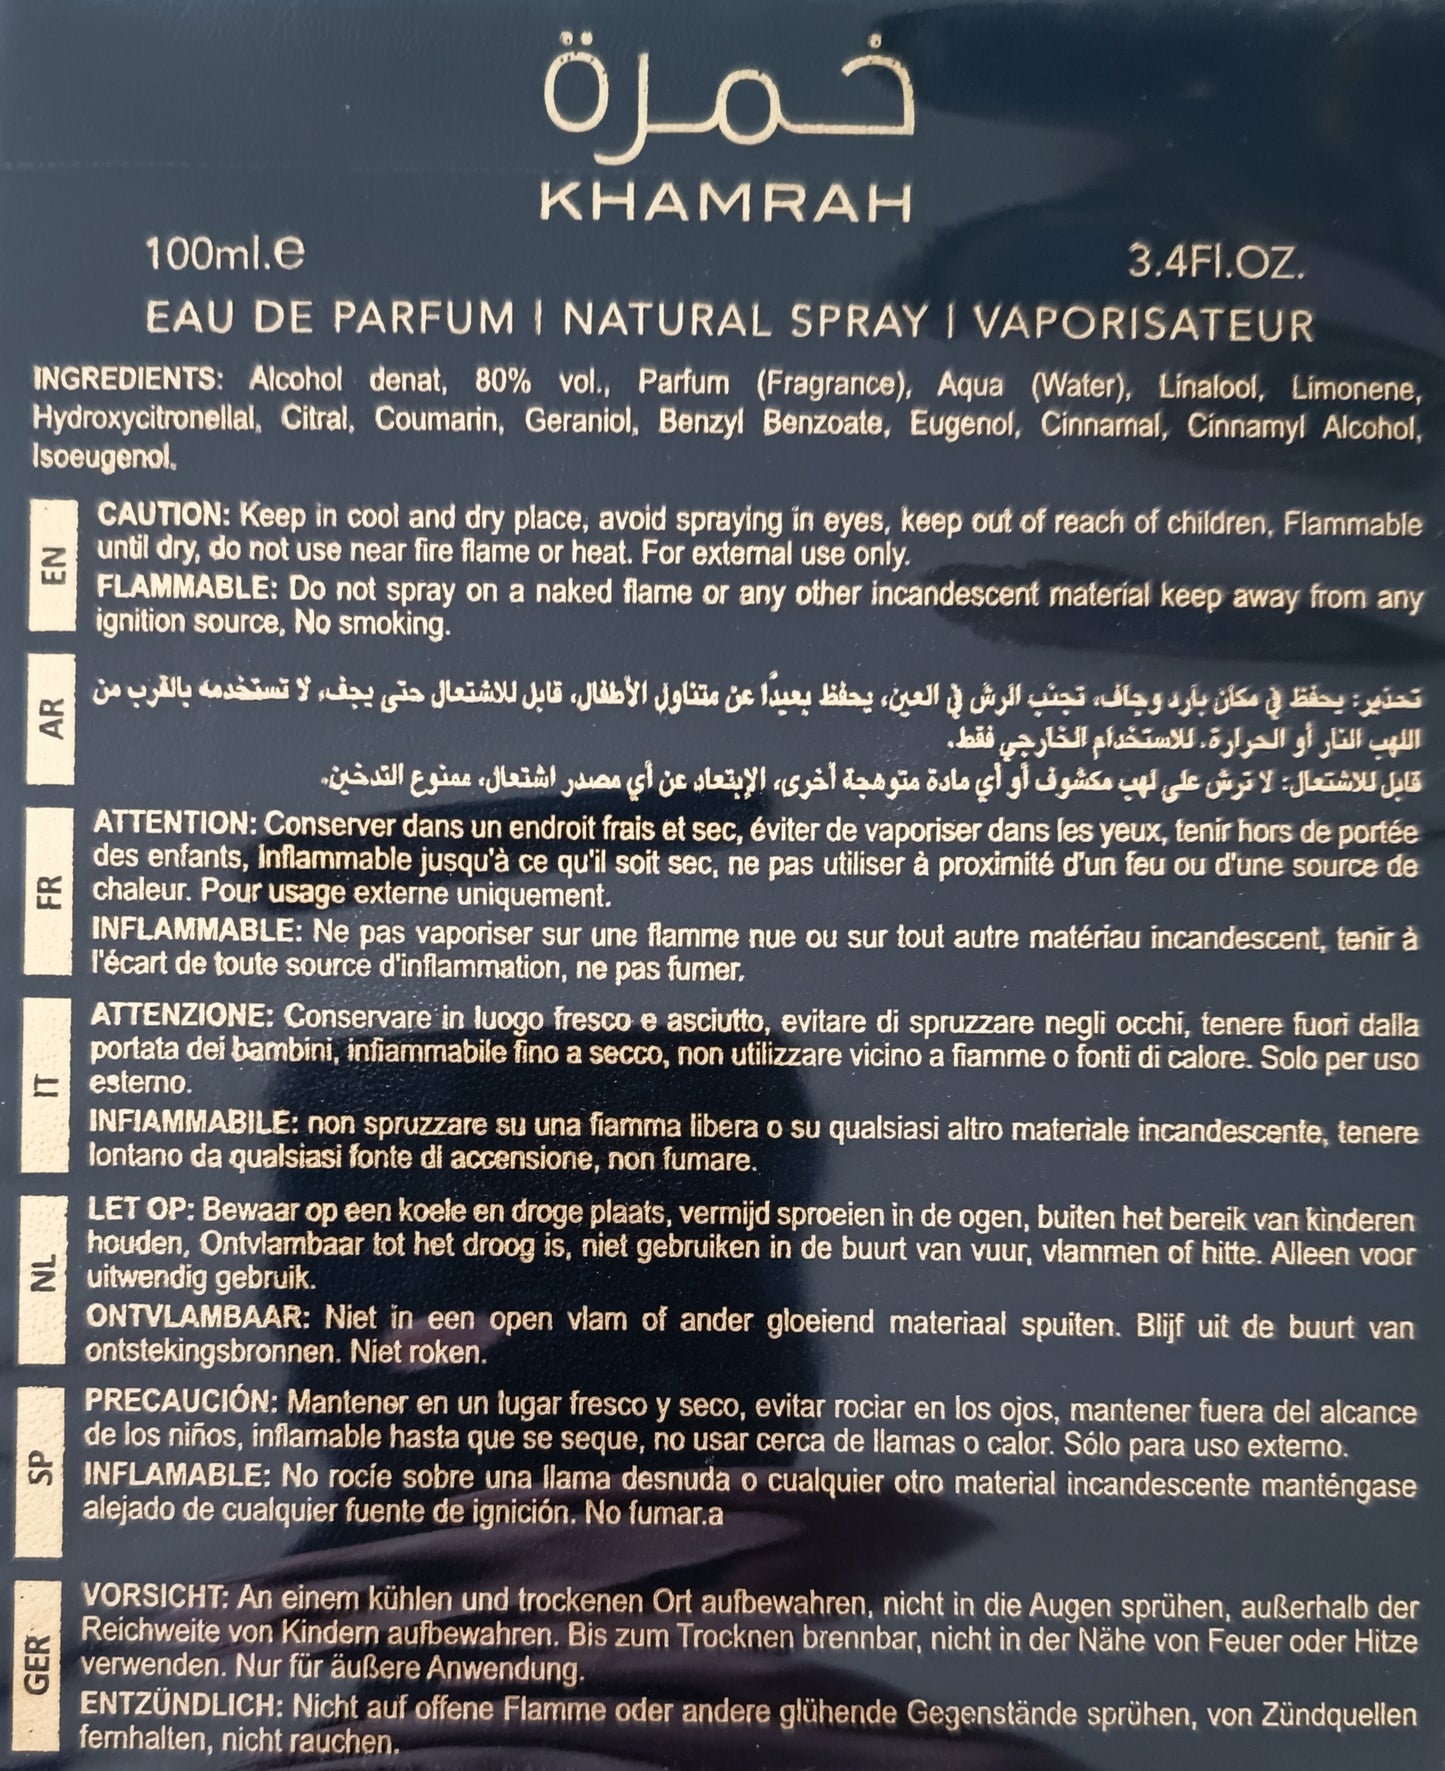 خمرة
KHAMRAH
100ml.e 3.4Fl.OZ.
EAU DE PARFUM | NATURAL SPRAY | VAPORISATEUR
INGREDIENTS: Alcohol denat, 80% vol., Parfum (Fragrance), Aqua (Water), Linalool, Limonene,
Hydroxycitronellal, Citral, Coumarin, Geraniol, Benzyl Benzoate, Eugenol, Cinnamal, Cinnamyl Alcohol,
Isoeugenol.
EN
CAUTION: Keep in cool and dry place, avoid spraying in eyes, keep out of reach of children, Flammable
until dry, do not use near fire flame or heat. For external use only.
FLAMMABLE: Do not spray on a naked flame or any other incandescent material keep away from any
ignition source, No smoking.
AR
تحذير: يحفظ في مكان بارد وجاف، تجنب الرش في العين، يحفظ بعيدًا عن متناول الأطفال، قابل للاشتعال حتى يجف، لا تستخدمه بالقرب من
اللهب النار أو الحرارة. للاستخدام الخارجي فقط.
قابل للاشتعال: لا ترش على لهب مكشوف أو أي مادة متوهجة أخرى، الإبتعاد عن أي مصدر اشتعال، ممنوع التدخين.
FR
ATTENTION: Conserver dans un endroit frais et sec, éviter de vaporiser dans les yeux, tenir hors de portée
des enfants, Inflammable jusqu'à ce qu'il soit sec, ne pas utiliser à proximité d'un feu ou d'une source de
chaleur. Pour usage externe uniquement.
INFLAMMABLE: Ne pas vaporiser sur une flamme nue ou sur tout autre matériau incandescent, tenir à
l'écart de toute source d'inflammation, ne pas fumer.
IT
ATTENZIONE: Conservare in luogo fresco e asciutto, evitare di spruzzare negli occhi, tenere fuori dalla
portata dei bambini, infiammabile fino a secco, non utilizzare vicino a fiamme o fonti di calore. Solo per uso
esterno.
INFIAMMABILE: non spruzzare su una fiamma libera o su qualsiasi altro materiale incandescente, tenere
lontano da qualsiasi fonte di accensione, non fumare.
NL
LET OP: Bewaar op een koele en droge plaats, vermijd sproeien in de ogen, buiten het bereik van kinderen
houden, Ontvlambaar tot het droog is, niet gebruiken in de buurt van vuur, vlammen of hitte. Alleen voor
uitwendig gebruik.
ONTVLAMBAAR: Niet in een open vlam of ander gloeiend materiaal spuiten. Blijf uit de buurt van
ontstekingsbronnen. Niet roken.
SP
PRECAUCIÓN: Mantener en un lugar fresco y seco, evitar rociar en los ojos, mantener fuera del alcance
de los niños, inflamable hasta que se seque, no usar cerca de llamas o calor. Sólo para uso externo.
INFLAMABLE: No rocíe sobre una llama desnuda o cualquier otro material incandescente manténgase
alejado de cualquier fuente de ignición. No fumar.a
GER
VORSICHT: An einem kühlen und trockenen Ort aufbewahren, nicht in die Augen sprühen, außerhalb der
Reichweite von Kindern aufbewahren. Bis zum Trocknen brennbar, nicht in der Nähe von Feuer oder Hitze
verwenden. Nur für äußere Anwendung.
ENTZÜNDLICH: Nicht auf offene Flamme oder andere glühende Gegenstände sprühen, von Zündquellen
fernhalten, nicht rauchen.